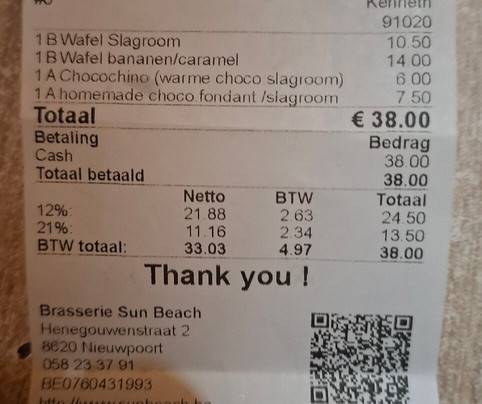 Kenneth
91020
1 B Wafel Slagroom 10.50
1 B Wafel bananen/caramel 14.00
1 A Chocochino (warme choco slagroom) 6.00
1 A homemade choco fondant /slagroom 7.50
Totaal € 38.00
Betaling Bedrag
Cash 38.00
Totaal betaald 38.00
Netto BTW Totaal
12%: 21.88 2.63 24.50
21%: 11.16 2.34 13.50
BTW totaal: 33.03 4.97 38.00
Thank you !
Brasserie Sun Beach
Henegouwenstraat 2
8620 Nieuwpoort
058 23 37 91
BE0760431993